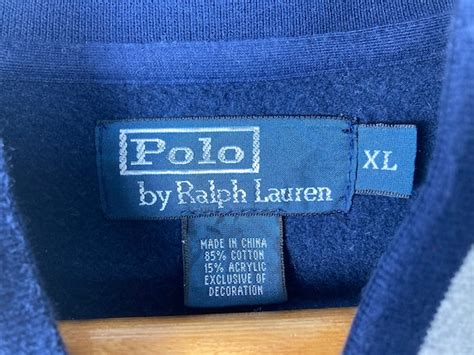 Polo
by Ralph Lauren
XL
MADE IN CHINA
85% COTTON
15% ACRYLIC
EXCLUSIVE OF
DECORATION